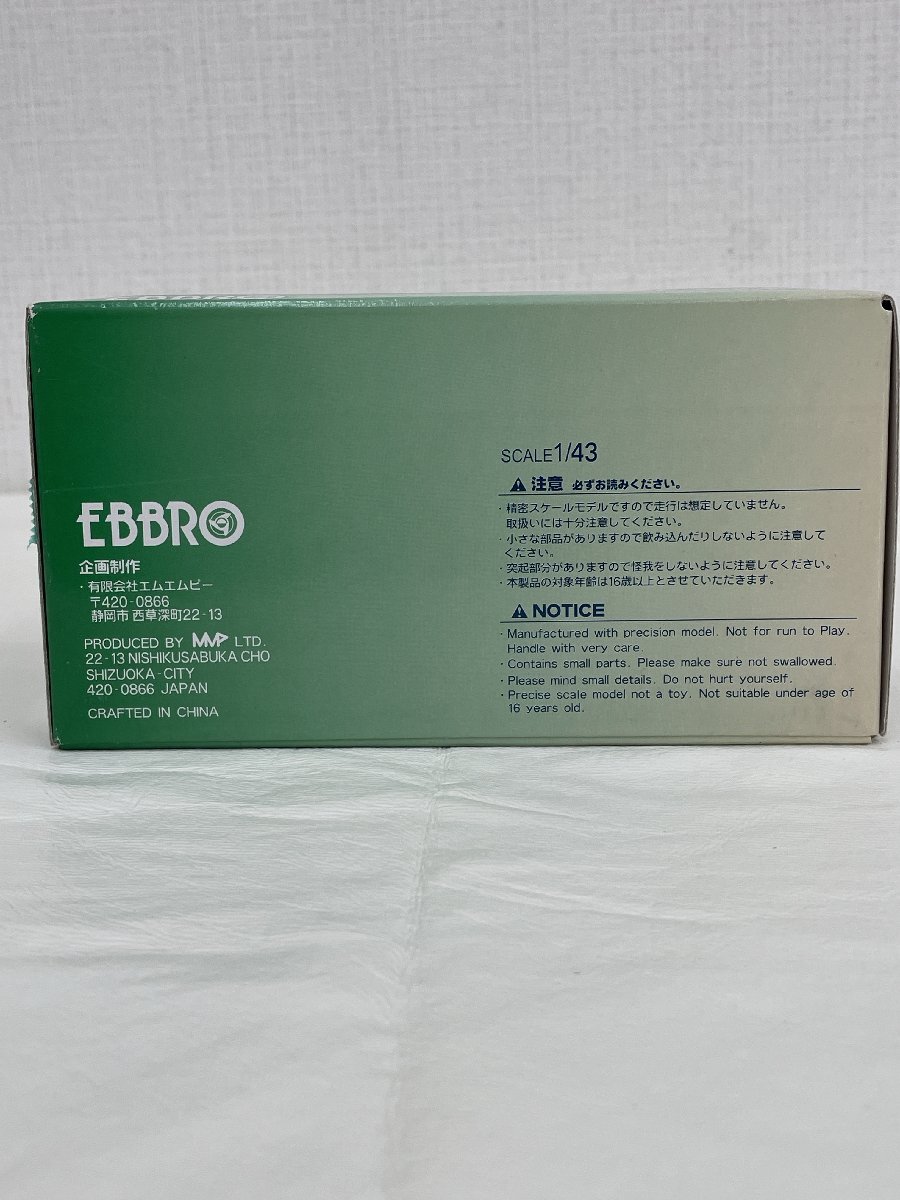 EBBRO
企画制作
・有限会社エムエムピー
〒420-0866
静岡市 西草深町22-13
PRODUCED BY MMP LTD.
22-13 NISHIKUSABUKA CHO
SHIZUOKA-CITY
420-0866 JAPAN
CRAFTED IN CHINA
SCALE1/43
注意 必ずお読みください。
・精密スケールモデルですので走行は想定していません。
取扱いには十分注意してください。
・小さな部品がありますので飲み込んだりしないように注意して
ください。
・突起部分がありますので怪我をしないように注意してください。
・本製品の対象年齢は16歳以上とさせていただきます。
NOTICE
・Manufactured with precision model. Not for run to Play.
Handle with very care.
・Contains small parts. Please make sure not swallowed.
・Please mind small details. Do not hurt yourself.
・Precise scale model not a toy. Not suitable under age of
16 years old.